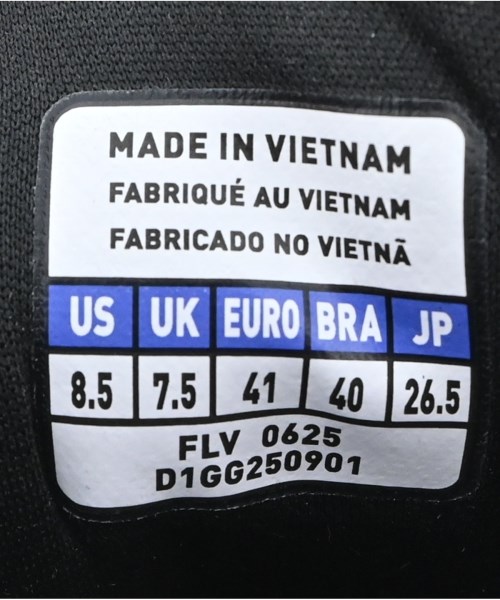 MADE IN VIETNAM
FABRIQUÉ AU VIETNAM
FABRICADO NO VIETNÃ
US UK EURO BRA JP
8.5 7.5 41 40 26.5
FLV 0625
D1GG250901